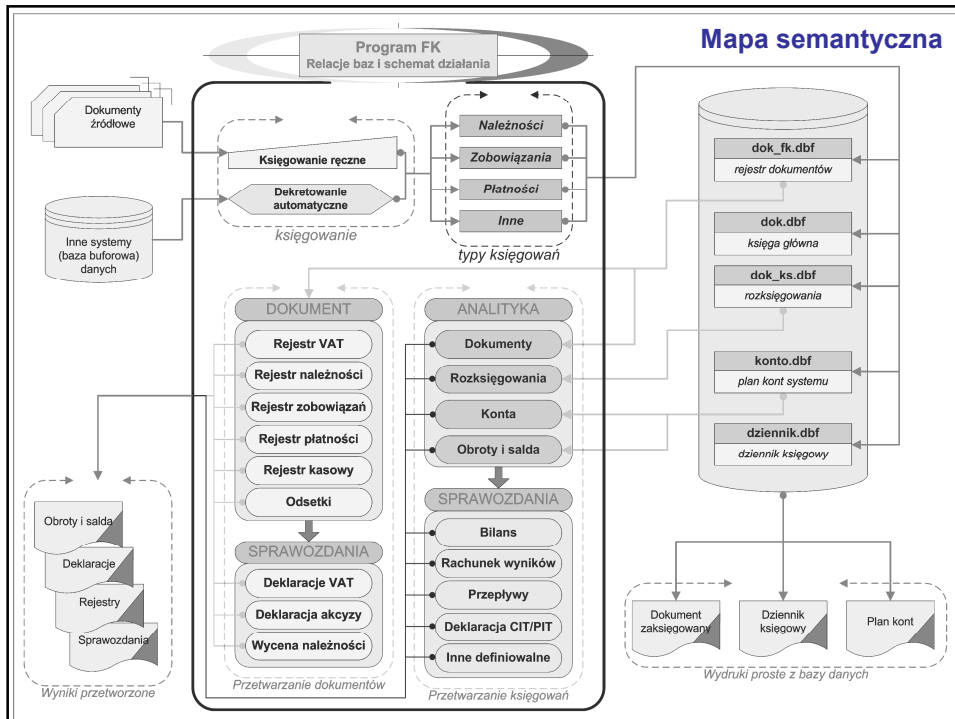 Mapa semantyczna
Program FK
Relacje baz i schemat działania
Dokumenty
źródłowe
Księgowanie ręczne
Dekretowanie
automatyczne
księgowanie
Inne systemy
(baza buforowa)
danych
Należności
Zobowiązania
Płatności
Inne
typy księgowań
dok_fk.dbf
rejestr dokumentów
dok.dbf
księga główna
dok_ks.dbf
rozksięgowania
konto.dbf
plan kont systemu
dziennik.dbf
dziennik księgowy
DOKUMENT
Rejestr VAT
Rejestr należności
Rejestr zobowiązań
Rejestr płatności
Rejestr kasowy
Odsetki
SPRAWOZDANIA
Deklaracje VAT
Deklaracja akcyzy
Wycena należności
Przetwarzanie dokumentów
ANALITYKA
Dokumenty
Rozksięgowania
Konta
Obroty i salda
SPRAWOZDANIA
Bilans
Rachunek wyników
Przepływy
Deklaracja CIT/PIT
Inne definiowalne
Przetwarzanie księgowań
Obroty i salda
Deklaracje
Rejestry
Sprawozdania
Wyniki przetworzone
Dokument
zaksięgowany
Dziennik
księgowy
Plan kont
Wydruki proste z bazy danych